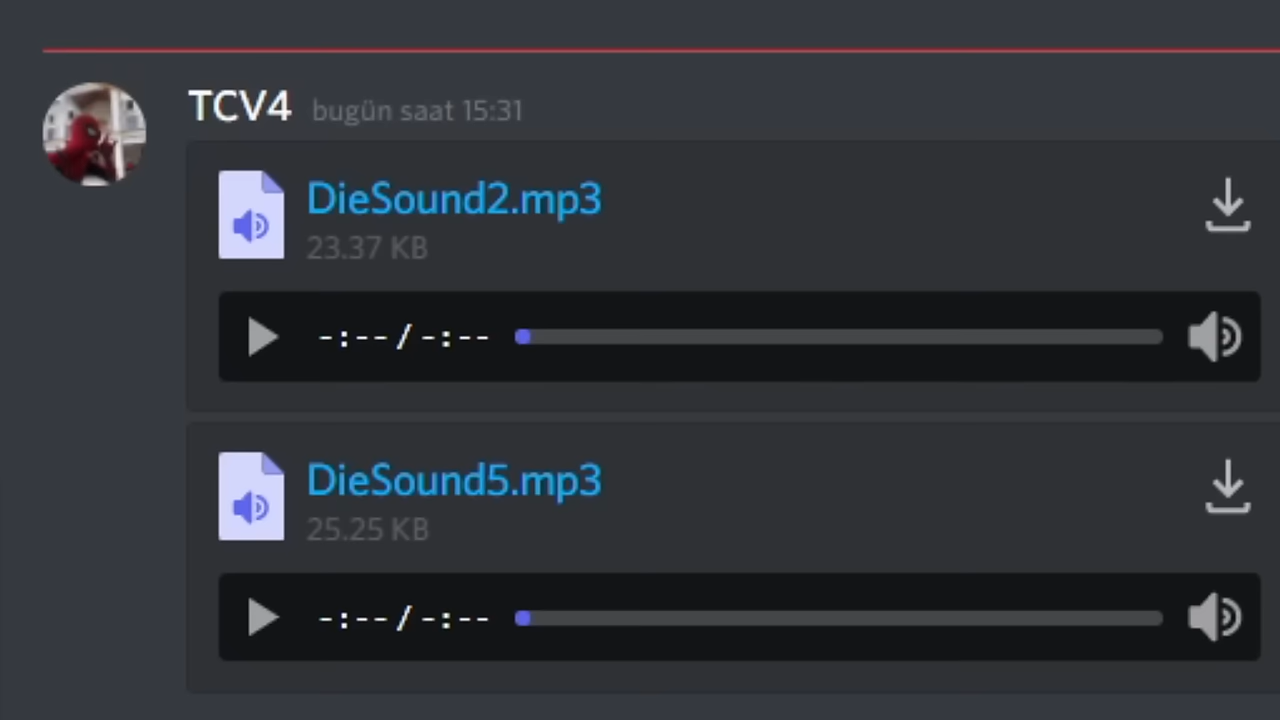 TCV4 bugün saat 15:31
DieSound2.mp3
23.37 KB
-:-- / -:--
DieSound5.mp3
25.25 KB
-:-- / -:--